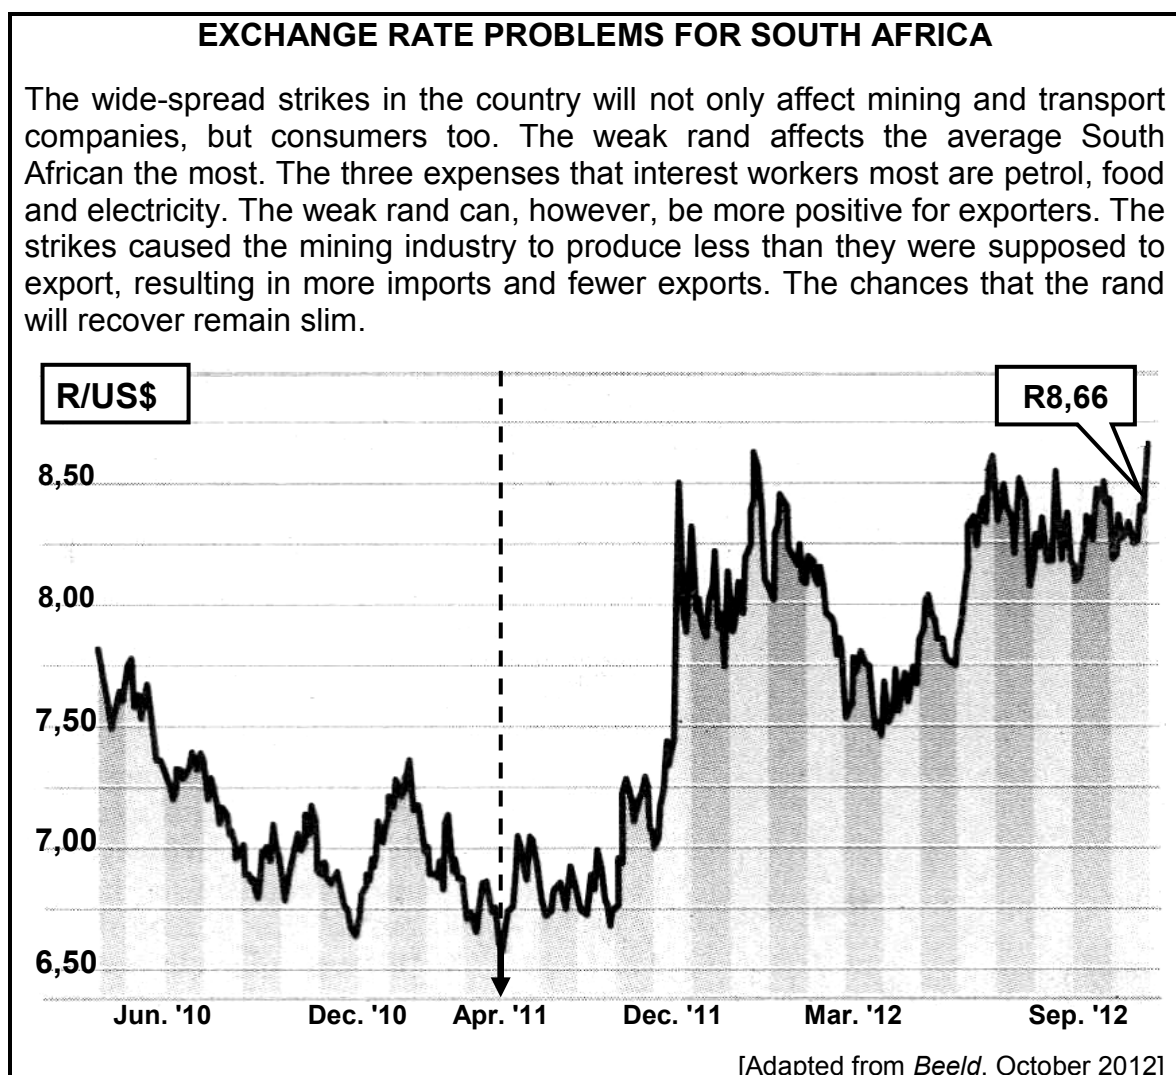 EXCHANGE RATE PROBLEMS FOR SOUTH AFRICA
The wide-spread strikes in the country will not only affect mining and transport
companies, but consumers too. The weak rand affects the average South
African the most. The three expenses that interest workers most are petrol, food
and electricity. The weak rand can, however, be more positive for exporters. The
strikes caused the mining industry to produce less than they were supposed to
export, resulting in more imports and fewer exports. The chances that the rand
will recover remain slim.
R/US$
R8,66
8,50
8,00
7,50
7,00
6,50
Jun. '10 Dec. '10 Apr. '11 Dec. '11 Mar. '12 Sep. '12
[Adapted from Beeld, October 2012]